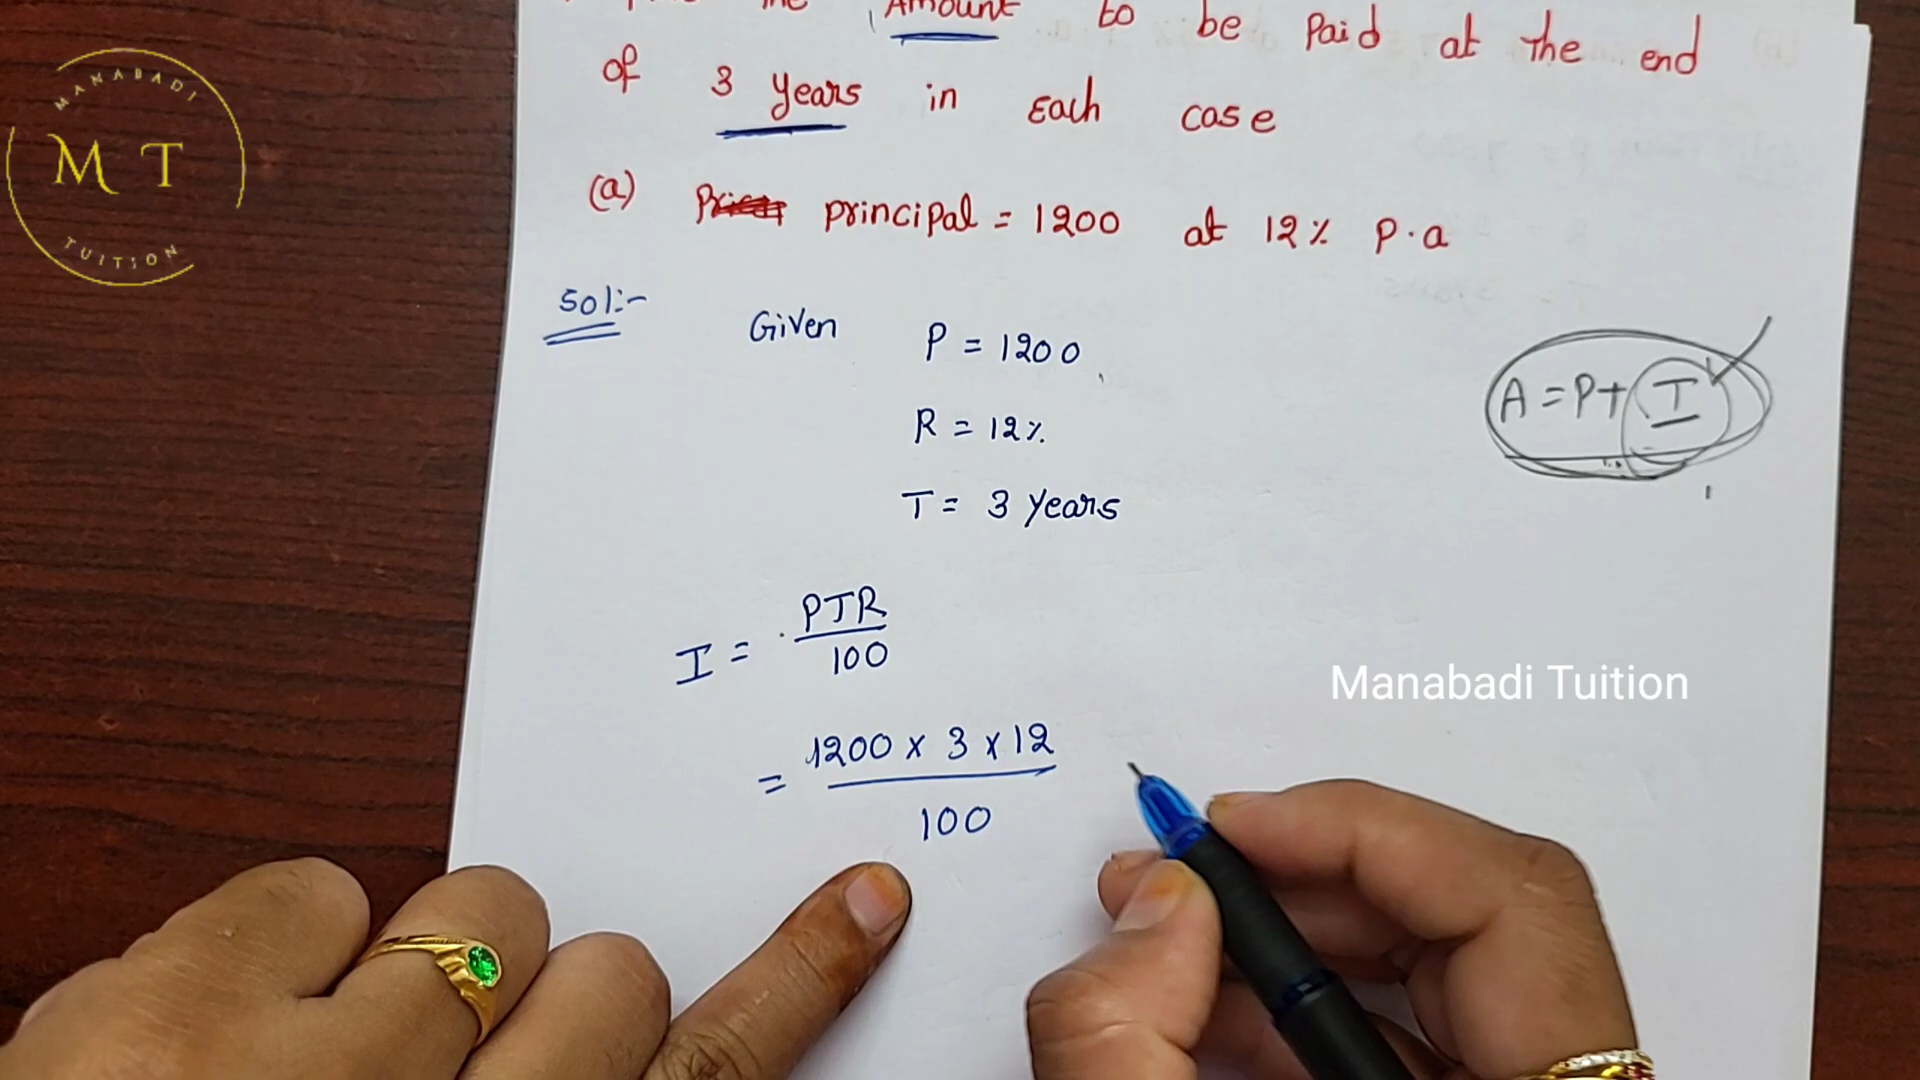 MANABADI
M T
TUITION
the Amount to be Paid at the end
of 3 Years in Each case
(a) principal = 1200 at 12% P.a
Sol:-
Given P = 1200
R = 12%
T = 3 Years
A = P + I
I = PTR
100
= 1200 x 3 x 12
100
Manabadi Tuition